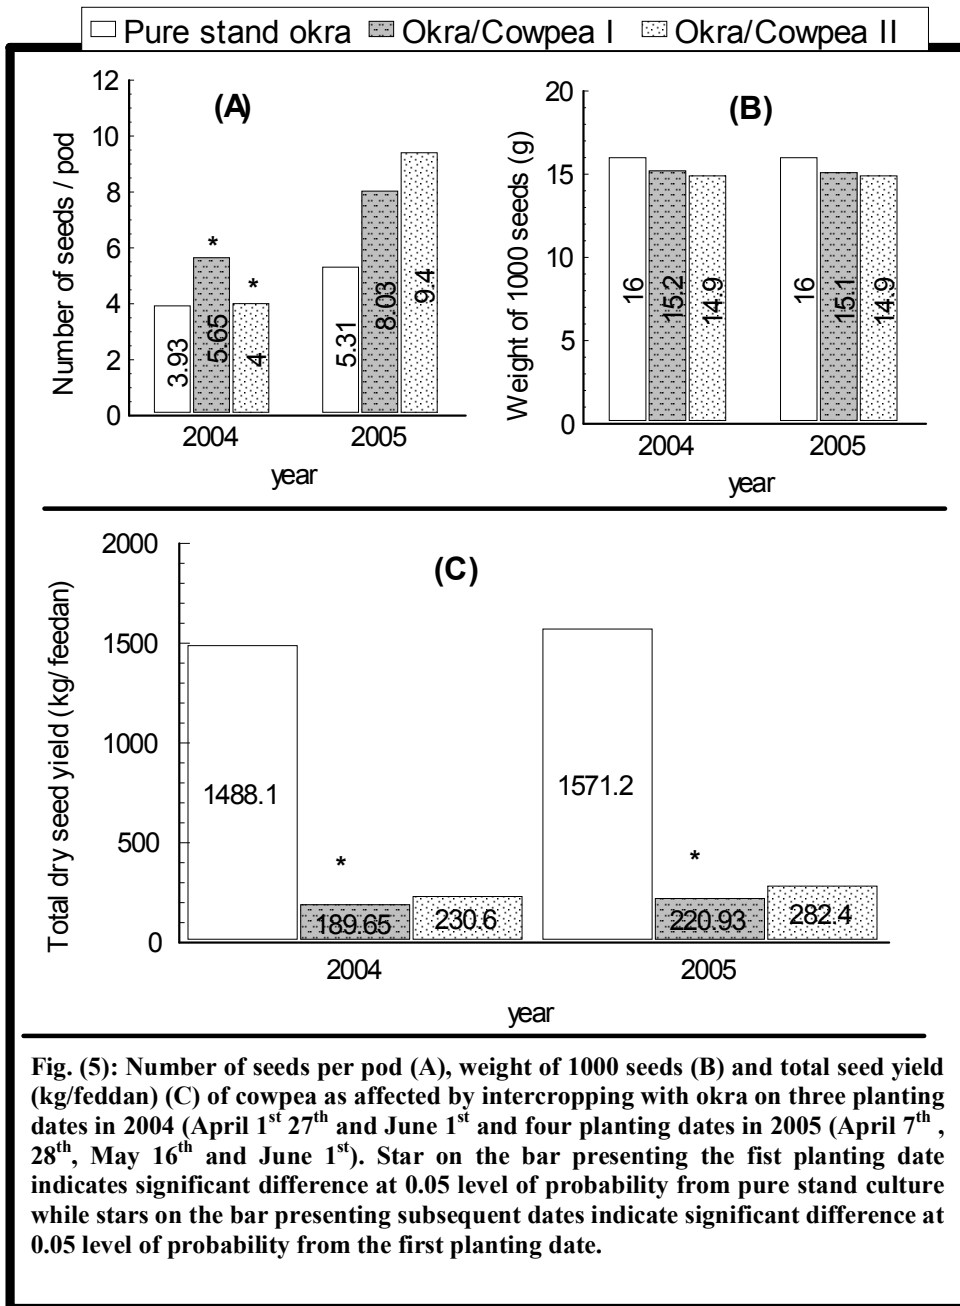 Pure stand okra Okra/Cowpea I Okra/Cowpea II
(A)
Number of seeds / pod
12
10
8
6
4
2
0
3.93
5.65
*
4
*
5.31
8.03
9.4
2004 2005
year
(B)
Weight of 1000 seeds (g)
20
15
10
5
0
16
15.2
14.9
16
15.1
14.9
2004 2005
year
(C)
Total dry seed yield (kg/feedan)
2000
1500
1000
500
0
1488.1
*
189.65
230.6
1571.2
*
220.93
282.4
2004 2005
year
Fig. (5): Number of seeds per pod (A), weight of 1000 seeds (B) and total seed yield
(kg/feddan) (C) of cowpea as affected by intercropping with okra on three planting
dates in 2004 (April 1st 27th and June 1st and four planting dates in 2005 (April 7th ,
28th, May 16th and June 1st). Star on the bar presenting the fist planting date
indicates significant difference at 0.05 level of probability from pure stand culture
while stars on the bar presenting subsequent dates indicate significant difference at
0.05 level of probability from the first planting date.